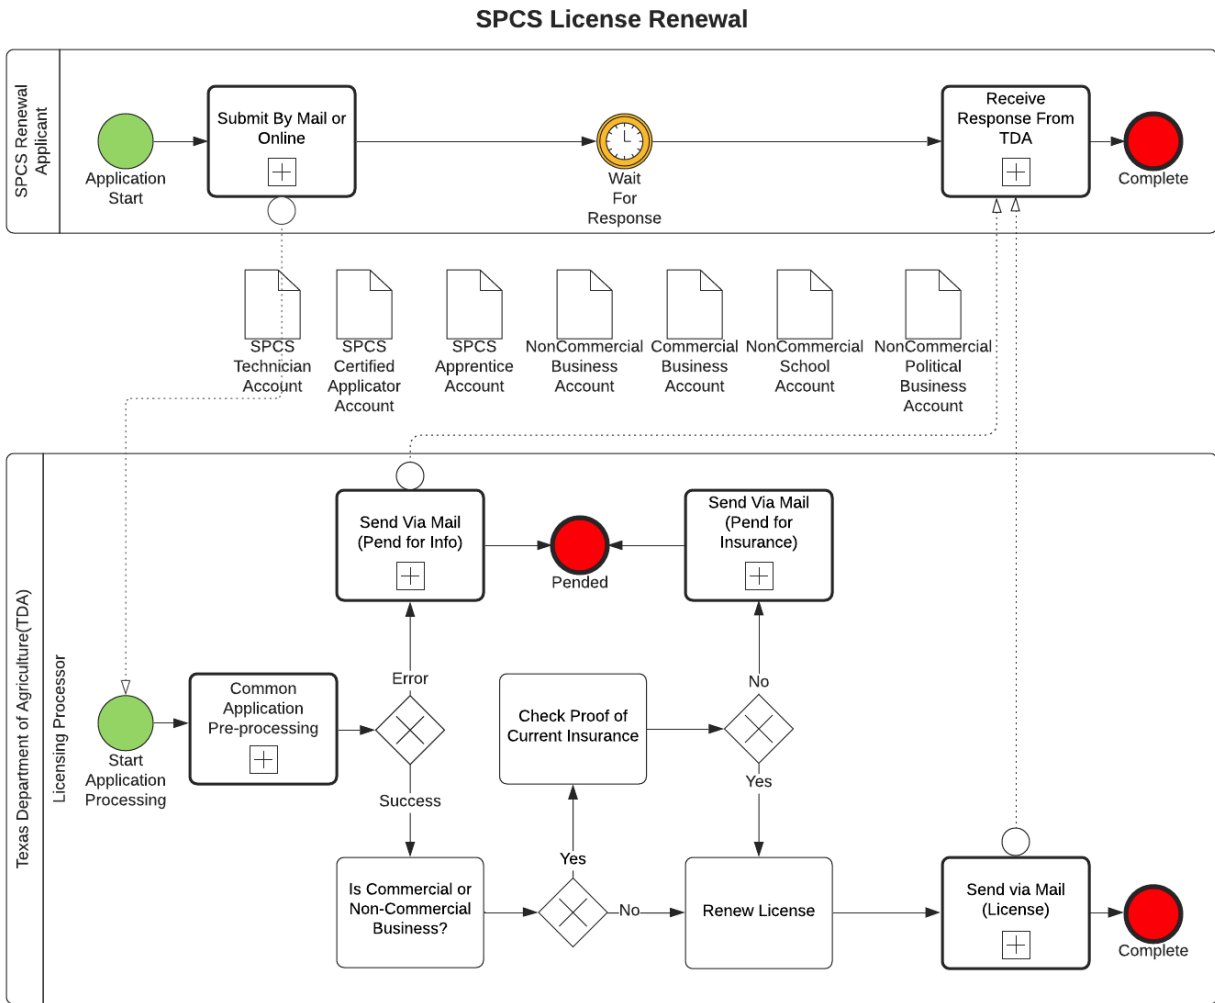 SPCS License Renewal
SPCS Renewal
Applicant
Application
Start
Submit By Mail or
Online
Wait
For
Response
Receive
Response From
TDA
Complete
SPCS
Technician
Account
SPCS
Certified
Applicator
Account
SPCS
Apprentice
Account
NonCommercial
Business
Account
Commercial
Business
Account
NonCommercial
School
Account
NonCommercial
Political
Business
Account
Texas Department of Agriculture(TDA)
Licensing Processor
Send Via Mail
(Pend for Info)
Pended
Send Via Mail
(Pend for
Insurance)
Start
Application
Processing
Common
Application
Pre-processing
Error
Success
Check Proof of
Current Insurance
No
Yes
Is Commercial or
Non-Commercial
Business?
Yes
No
Renew License
Send via Mail
(License)
Complete